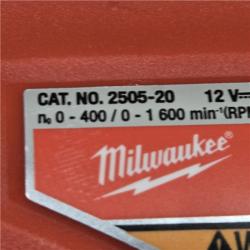 CAT. NO. 2505-20 12 V⎓
n₀ 0 - 400 / 0 - 1 600 min⁻¹(RPM
Milwaukee®